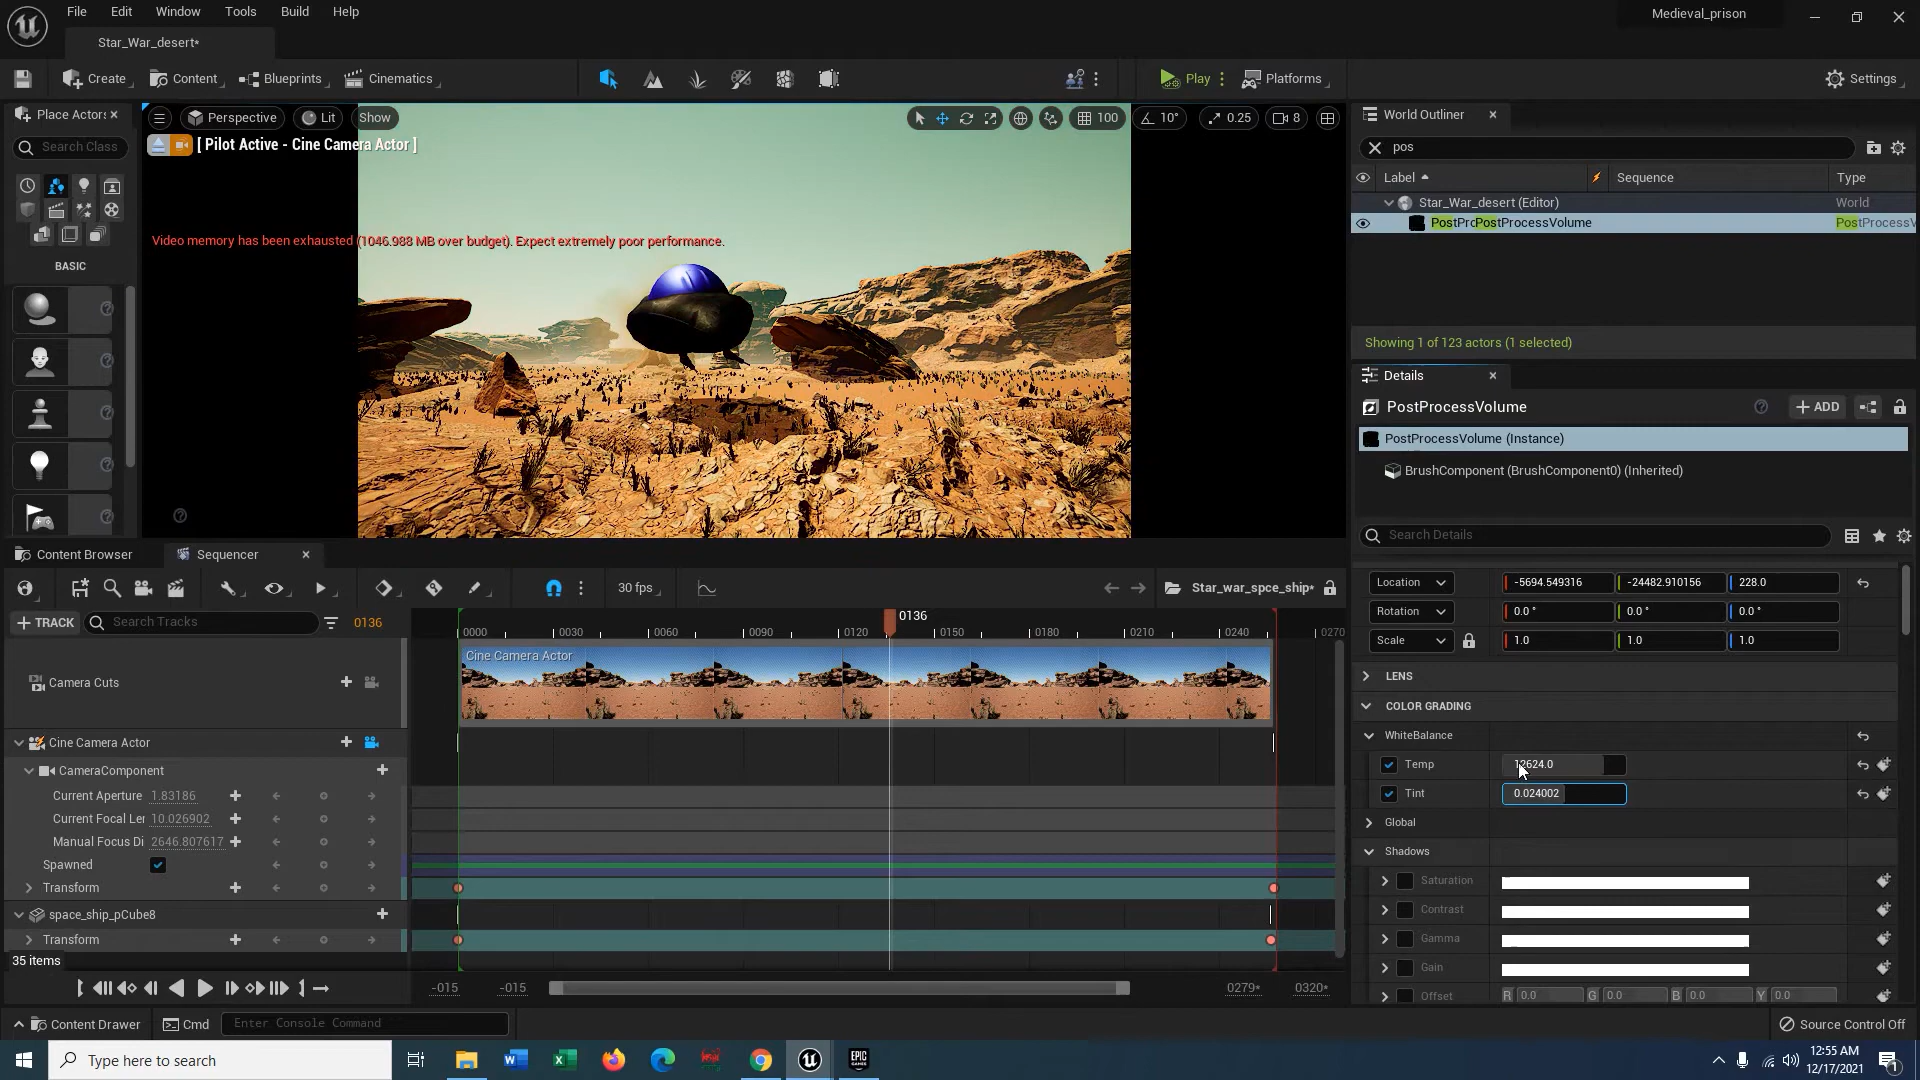 File Edit Window Tools Build Help
Medieval_prison
Star_War_desert*
Create Content Blueprints Cinematics Play Platforms Settings
Place Actors
Search Class
BASIC
Perspective Lit Show
100 10° 0.25 8
[ Pilot Active - Cine Camera Actor ]
Video memory has been exhausted (1046.988 MB over budget). Expect extremely poor performance.
World Outliner
pos
Label Sequence Type
Star_War_desert (Editor) World
PostPrcPostProcessVolume PostProcessV
Showing 1 of 123 actors (1 selected)
Details
PostProcessVolume
ADD
PostProcessVolume (Instance)
BrushComponent (BrushComponent0) (Inherited)
Search Details
Location -5694.549316 -24482.910156 228.0
Rotation 0.0 ° 0.0 ° 0.0 °
Scale 1.0 1.0 1.0
LENS
COLOR GRADING
WhiteBalance
Temp 12624.0
Tint 0.024002
Global
Shadows
Saturation
Contrast
Gamma
Gain
Offset R 0.0 G 0.0 B 0.0 Y 0.0
Content Browser Sequencer
30 fps
Star_war_spce_ship*
TRACK Search Tracks 0136
0136
0000 0030 0060 0090 0120 0150 0180 0210 0240 0270
Camera Cuts
Cine Camera Actor
Cine Camera Actor
CameraComponent
Current Aperture 1.83186
Current Focal Ler 10.026902
Manual Focus Di 2646.807617
Spawned
Transform
space_ship_pCube8
Transform
35 items
-015 -015 0279* 0320*
Content Drawer Cmd Enter Console Command
Source Control Off
Type here to search
EPIC GAMES
12:55 AM
12/17/2021
1